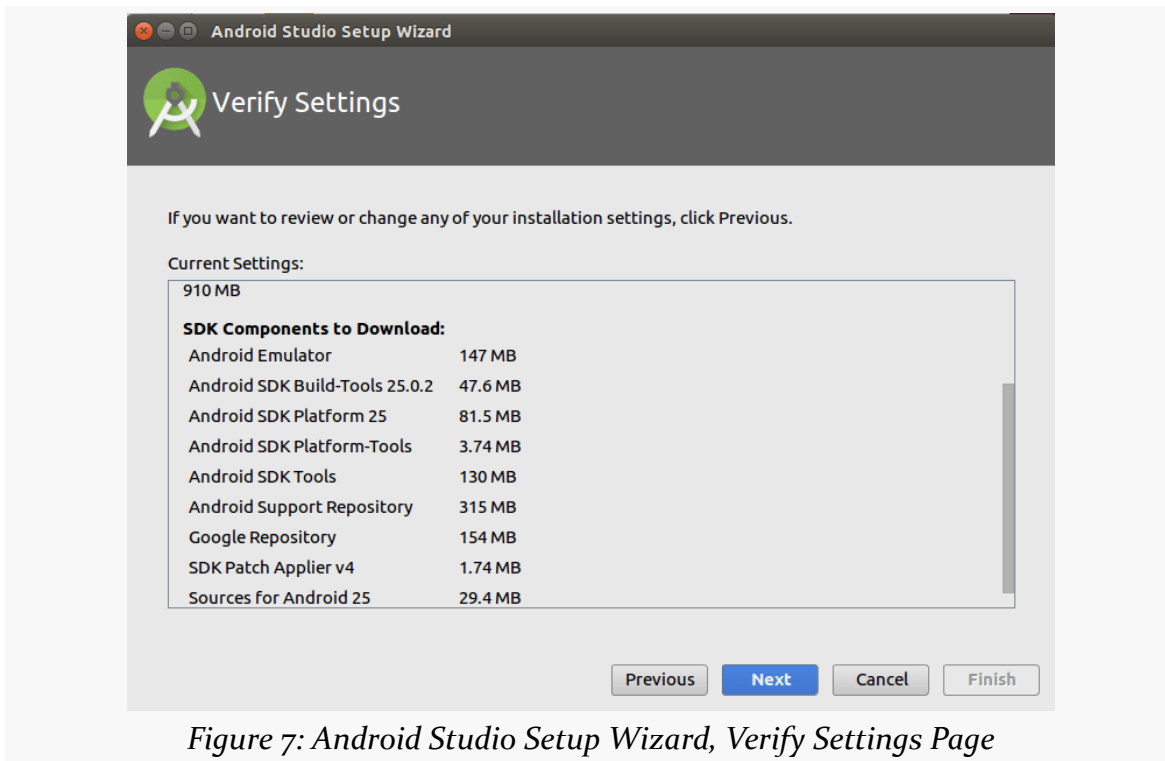 Android Studio Setup Wizard
Verify Settings
If you want to review or change any of your installation settings, click Previous.
Current Settings:
910 MB
SDK Components to Download:
Android Emulator 147 MB
Android SDK Build-Tools 25.0.2 47.6 MB
Android SDK Platform 25 81.5 MB
Android SDK Platform-Tools 3.74 MB
Android SDK Tools 130 MB
Android Support Repository 315 MB
Google Repository 154 MB
SDK Patch Applier v4 1.74 MB
Sources for Android 25 29.4 MB
Previous Next Cancel Finish
Figure 7: Android Studio Setup Wizard, Verify Settings Page